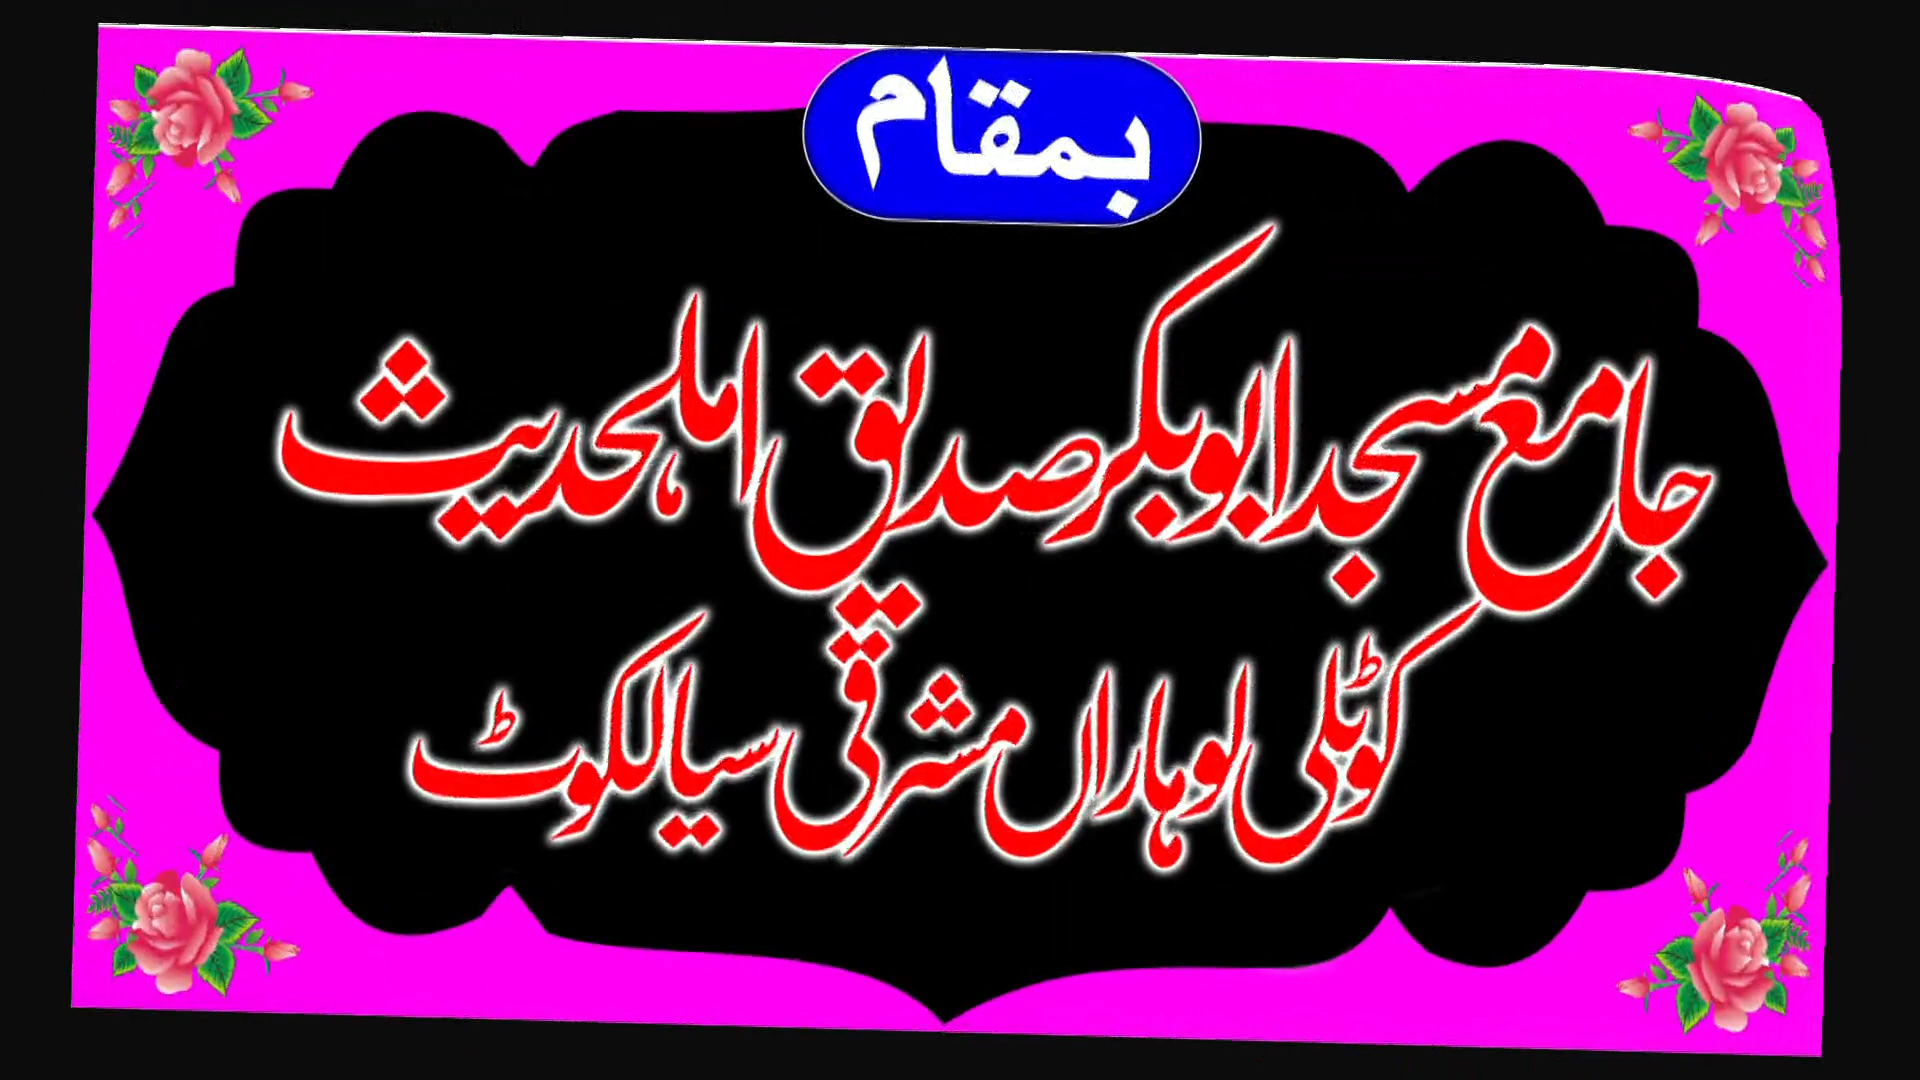 بمقام
جامع مسجد ابوبکر صدیق اہلحدیث
کوٹلی لوہاراں مشرقی سیالکوٹ